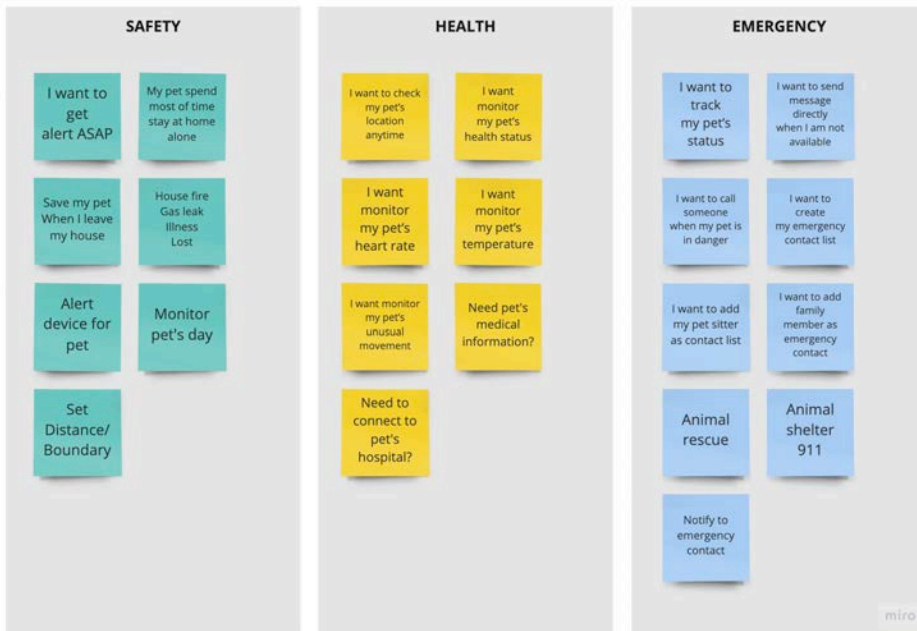 SAFETY
I want to
get
alert ASAP
My pet spend
most of time
stay at home
alone
Save my pet
When I leave
my house
House fire
Gas leak
Illness
Lost
Alert
device for
pet
Monitor
pet's day
Set
Distance/
Boundary
HEALTH
I want to check
my pet's
location
anytime
I want
monitor
my pet's
health status
I want
monitor
my pet's
heart rate
I want
monitor
my pet's
temperature
I want monitor
my pet's
unusual
movement
Need pet's
medical
information?
Need to
connect to
pet's
hospital?
EMERGENCY
I want to
track
my pet's
status
I want to send
message
directly
when I am not
available
I want to call
someone
when my pet is
in danger
I want to
create
my emergency
contact list
I want to add
my pet sitter
as contact list
I want to add
family
member as
emergency
contact
Animal
rescue
Animal
shelter
911
Notify to
emergency
contact
miro